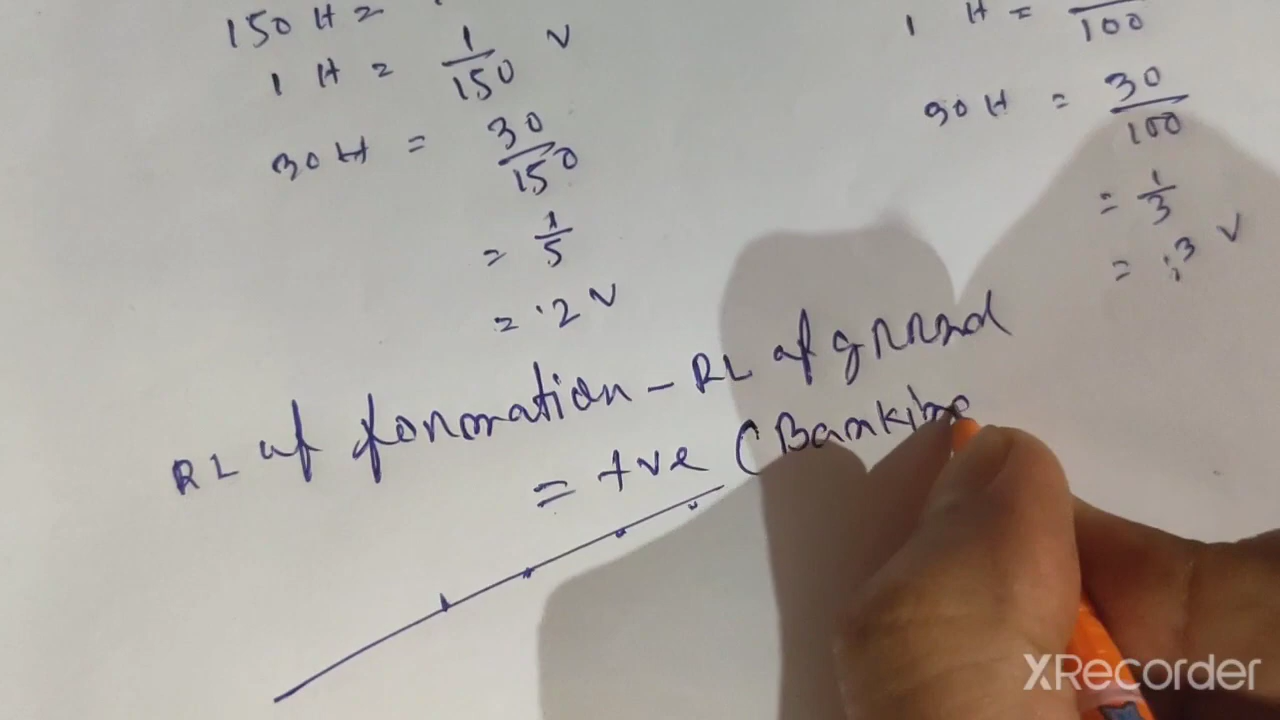 150 H =
1 H = 1/150 V
30 H = 30/150
= 1/5
= .2 V
1 H = /100
30 H = 30/100
= 1/3
= .3 V
RL of formation - RL of ground
= +ve (Banking
XRecorder